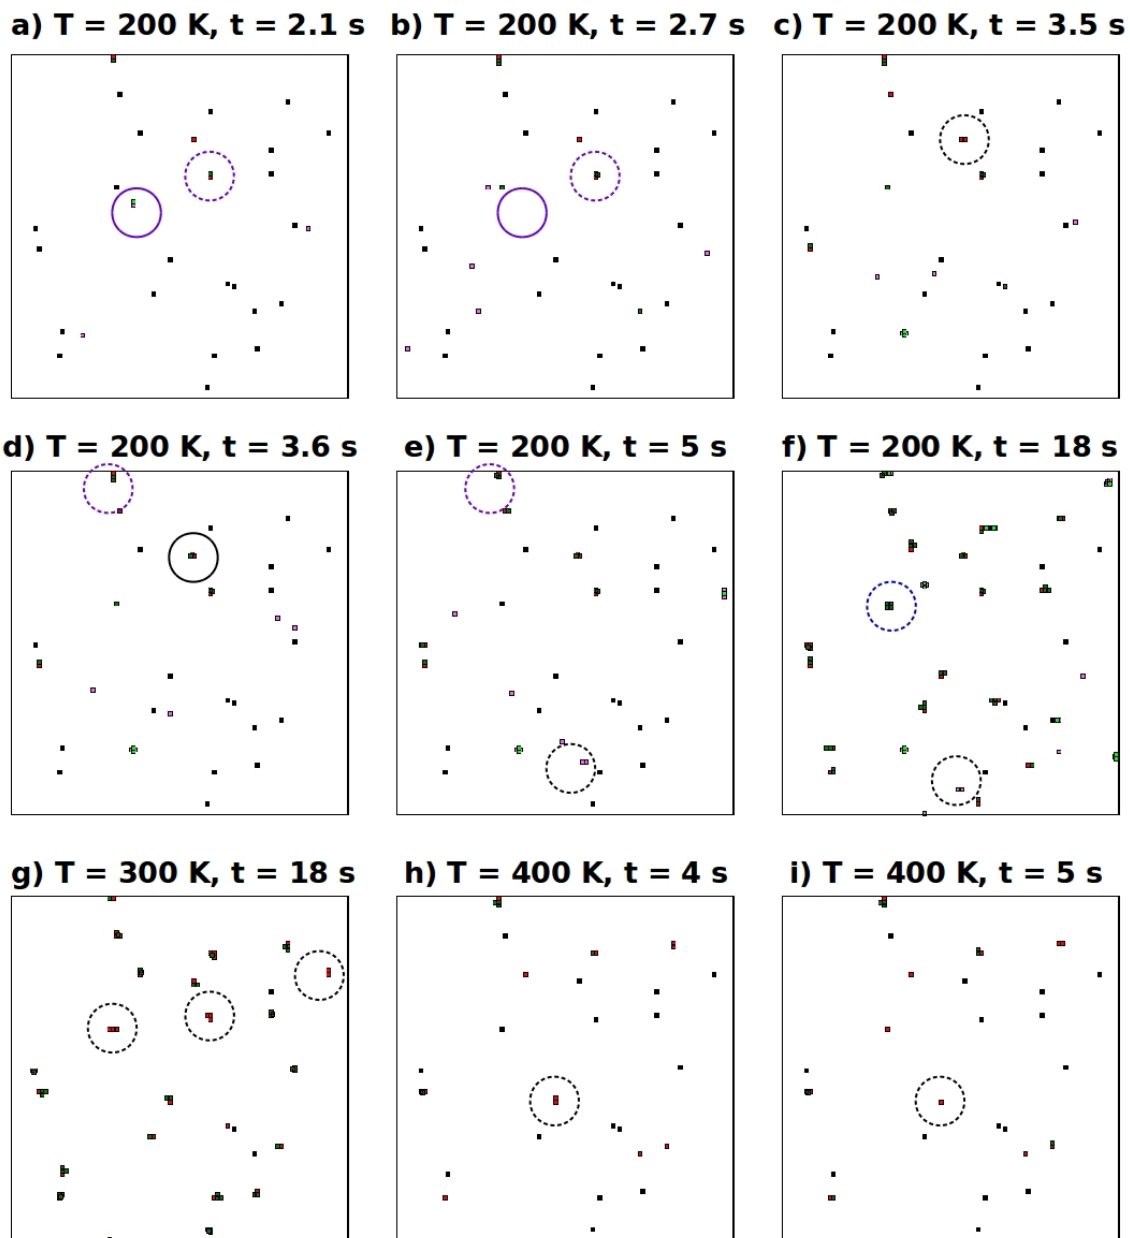 a) T = 200 K, t = 2.1 s
b) T = 200 K, t = 2.7 s
c) T = 200 K, t = 3.5 s
d) T = 200 K, t = 3.6 s
e) T = 200 K, t = 5 s
f) T = 200 K, t = 18 s
g) T = 300 K, t = 18 s
h) T = 400 K, t = 4 s
i) T = 400 K, t = 5 s